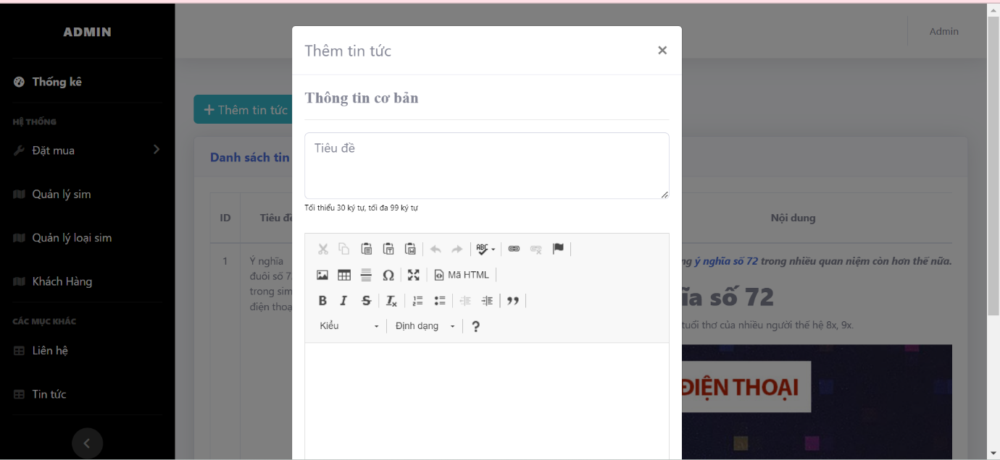 ADMIN
Thống kê
HỆ THỐNG
Đặt mua
Quản lý sim
Quản lý loại sim
Khách Hàng
CÁC MỤC KHÁC
Liên hệ
Tin tức
Admin
Thêm tin tức
Danh sách tin
ID
Tiêu đề
Nội dung
1
Ý nghĩa
đuôi số 7
trong sim
điện thoạ
ý nghĩa số 72 trong nhiều quan niệm còn hơn thế nữa.
số 72
tuổi thơ của nhiều người thế hệ 8x, 9x.
ĐIỆN THOẠI
Thêm tin tức
×
Thông tin cơ bản
Tiêu đề
Tối thiểu 30 ký tự, tối đa 99 ký tự
ABC
Ω
Mã HTML
B I S Ix
Kiểu
Định dạng
?